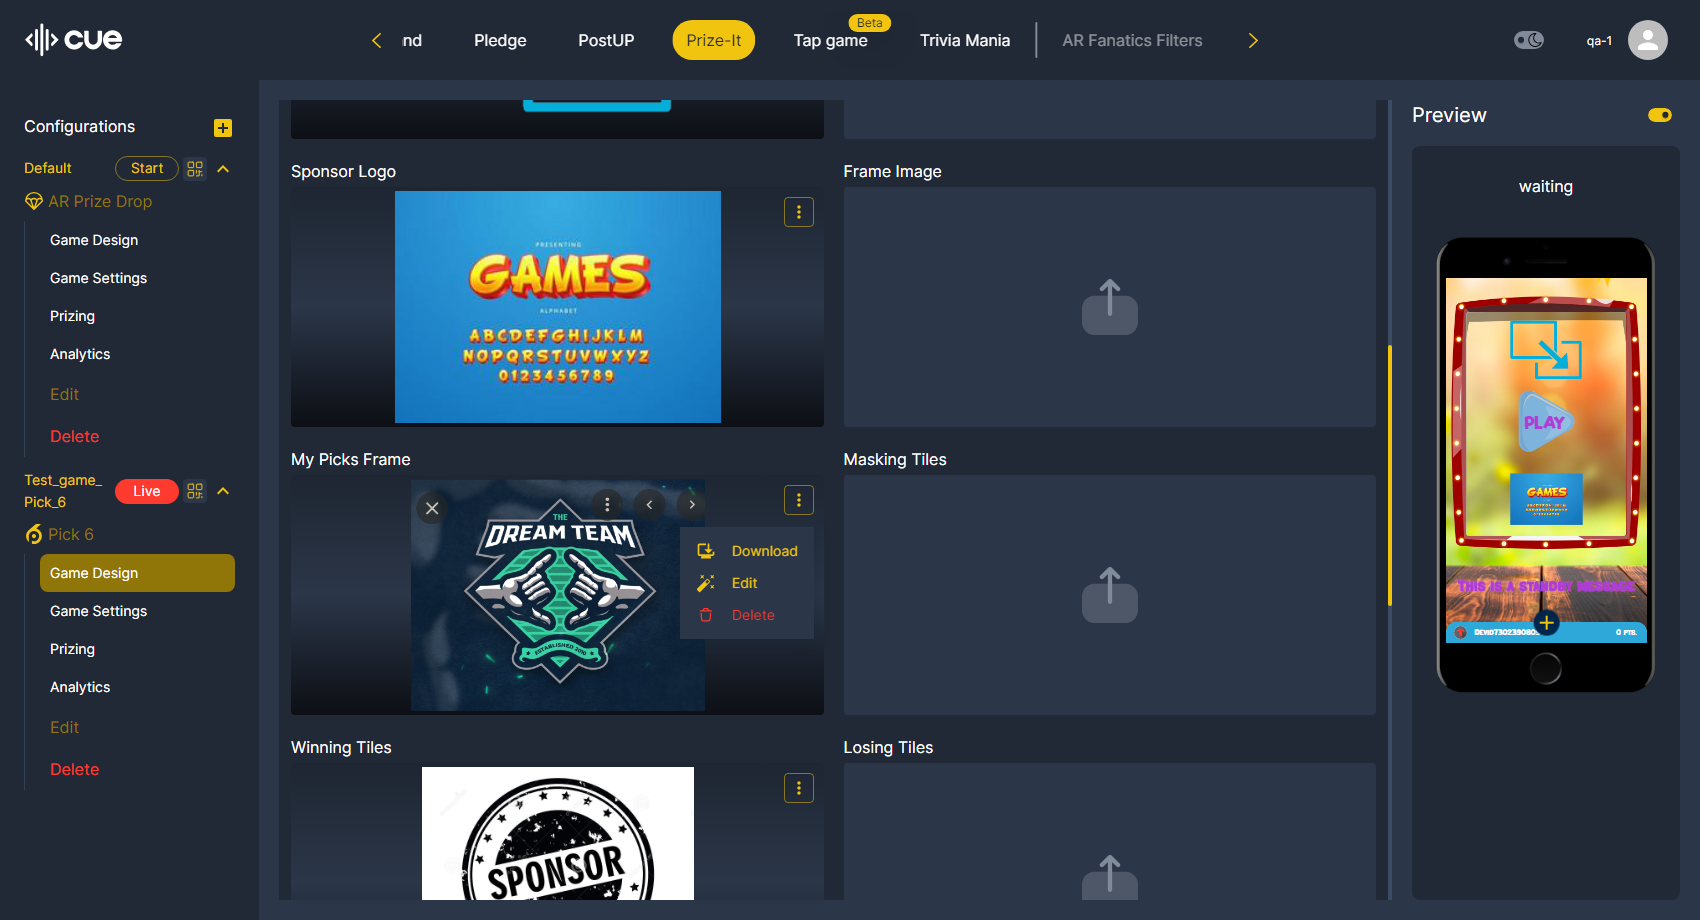 cue
nd
Pledge
PostUP
Prize-It
Tap game
Beta
Trivia Mania
AR Fanatics Filters
qa-1
Configurations
Default
Start
AR Prize Drop
Game Design
Game Settings
Prizing
Analytics
Edit
Delete
Test_game_
Pick_6
Live
Pick 6
Game Design
Game Settings
Prizing
Analytics
Edit
Delete
Sponsor Logo
PRESENTING
GAMES
ALPHABET
ABCDEFGHIJKLM
NOPQRSTUVWXYZ
0123456789
Frame Image
My Picks Frame
THE
DREAM TEAM
ESTABLISHED 2010
Download
Edit
Delete
Masking Tiles
Winning Tiles
SPONSOR
Losing Tiles
Preview
waiting
PLAY
GAMES
This is a standby message
0 PTS.